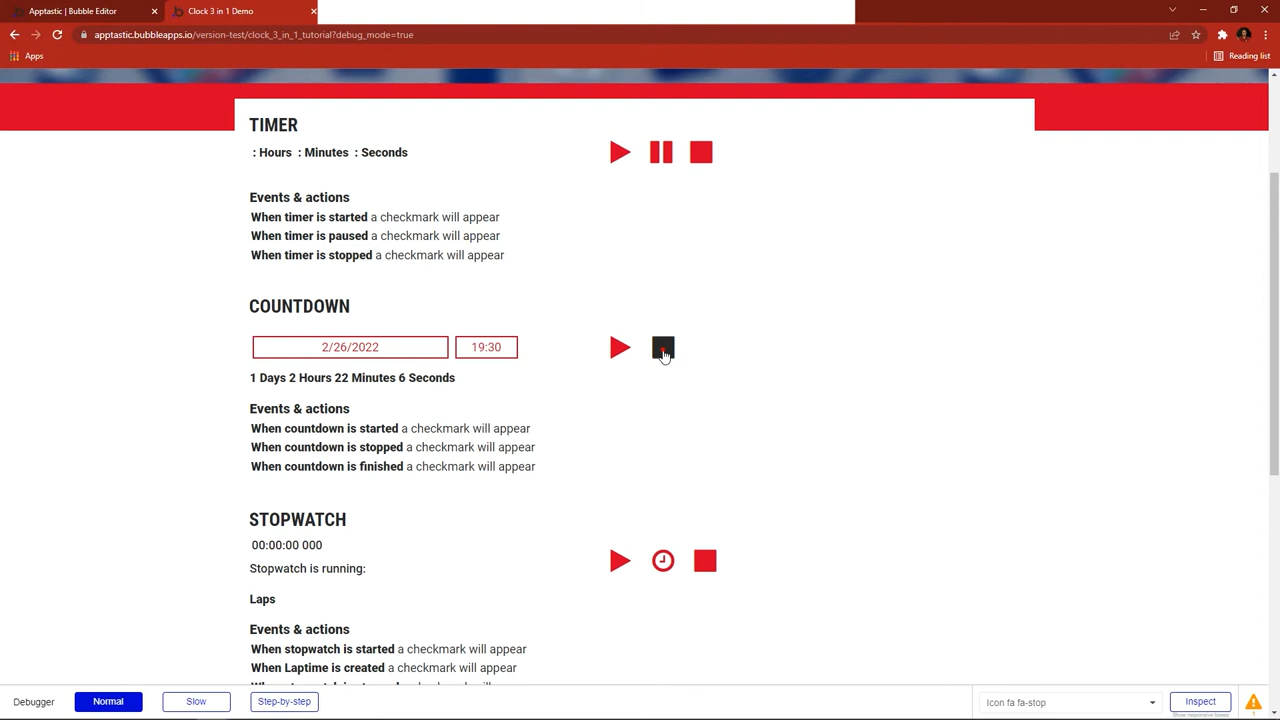 Apptastic | Bubble Editor
Clock 3 in 1 Demo
apptastic.bubbleapps.io/version-test/clock_3_in_1_tutorial?debug_mode=true
Apps
Reading list
TIMER
: Hours : Minutes : Seconds
Events & actions
When timer is started a checkmark will appear
When timer is paused a checkmark will appear
When timer is stopped a checkmark will appear
COUNTDOWN
2/26/2022 19:30
1 Days 2 Hours 22 Minutes 6 Seconds
Events & actions
When countdown is started a checkmark will appear
When countdown is stopped a checkmark will appear
When countdown is finished a checkmark will appear
STOPWATCH
00:00:00 000
Stopwatch is running:
Laps
Events & actions
When stopwatch is started a checkmark will appear
When Laptime is created a checkmark will appear
Debugger Normal Slow Step-by-step Icon fa fa-stop Inspect
Show responsive boxes
1